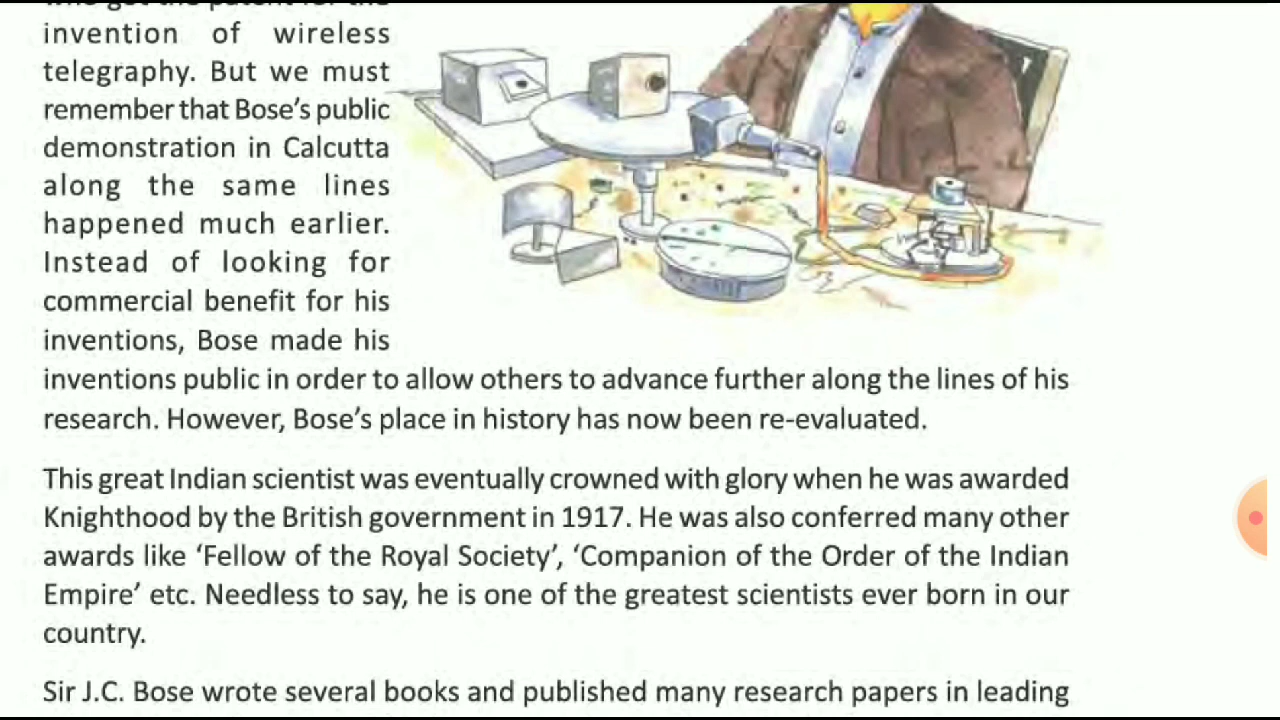 who got the patent for the
invention of wireless
telegraphy. But we must
remember that Bose's public
demonstration in Calcutta
along the same lines
happened much earlier.
Instead of looking for
commercial benefit for his
inventions, Bose made his
inventions public in order to allow others to advance further along the lines of his
research. However, Bose's place in history has now been re-evaluated.
This great Indian scientist was eventually crowned with glory when he was awarded
Knighthood by the British government in 1917. He was also conferred many other
awards like ‘Fellow of the Royal Society’, ‘Companion of the Order of the Indian
Empire’ etc. Needless to say, he is one of the greatest scientists ever born in our
country.
Sir J.C. Bose wrote several books and published many research papers in leading